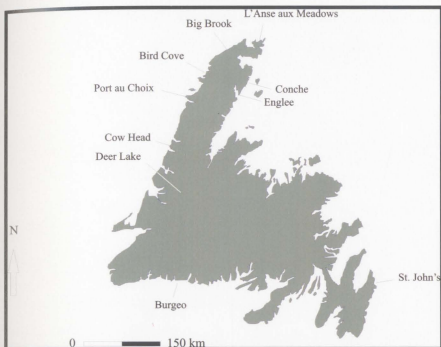 L'Anse aux Meadows
Big Brook
Bird Cove
Conche
Port au Choix
Englee
Cow Head
Deer Lake
N
St. John's
Burgeo
0 150 km